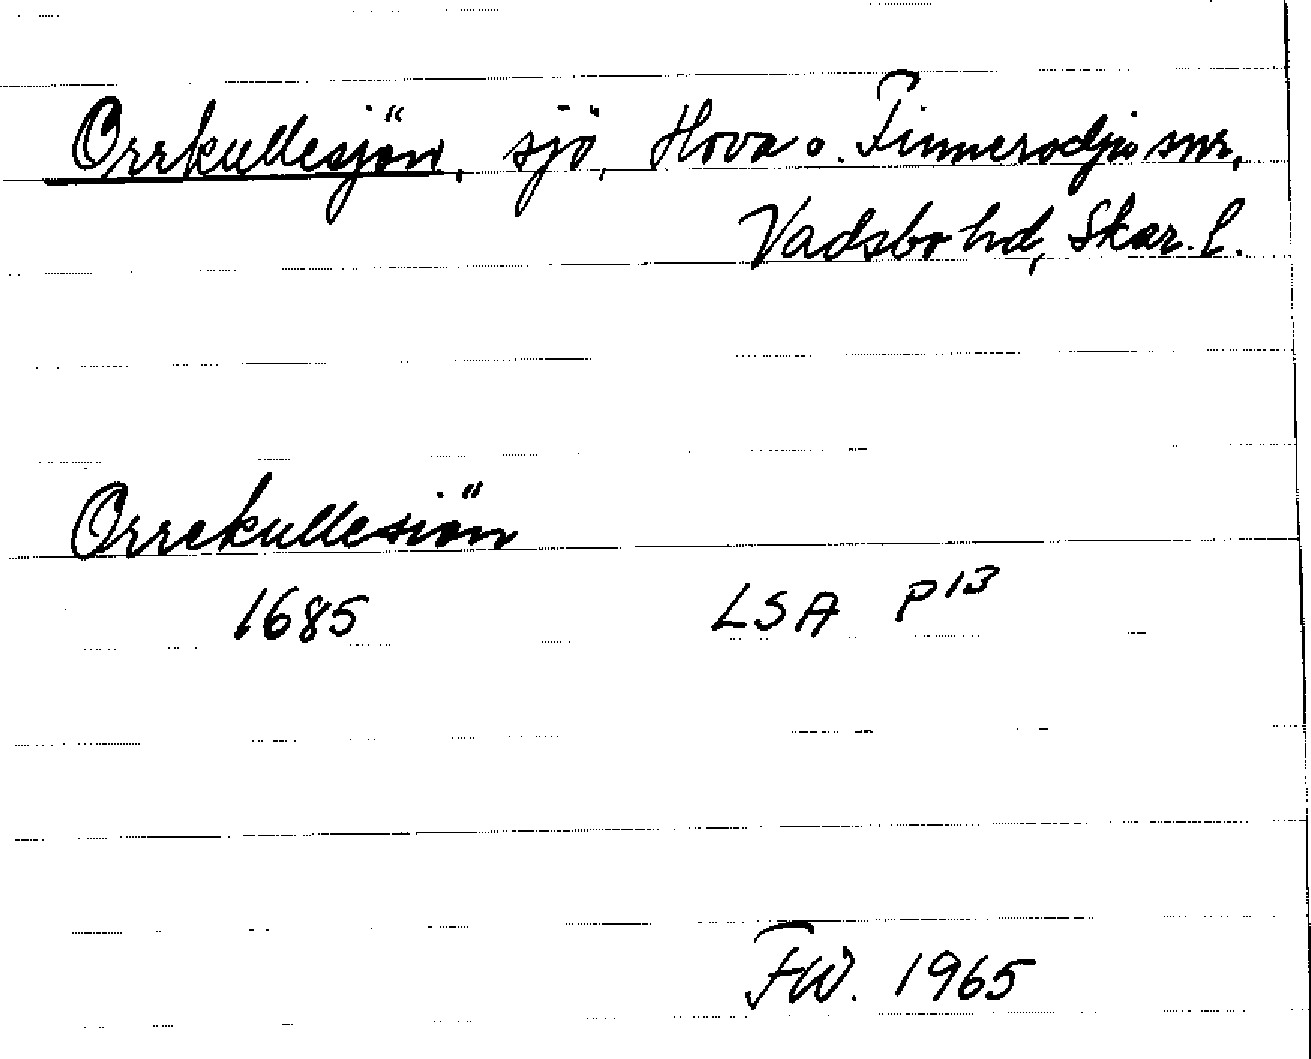 Orrkullesjön, sjö, Hova o. Finnerödja snr,
Vadsbo hd, Skar. l.
Orrekullesiön
1685 LSA P13
FW. 1965